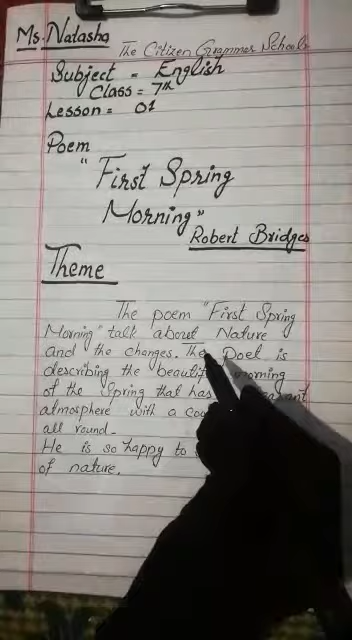 Ms. Natasha
The Citizen Grammar Schools
Subject = English
Class = 7th
Lesson = 01
Poem
"First Spring
Morning"
Robert Bridges
Theme
The poem "First Spring
Morning" talk about Nature
and the changes. The Poet is
describing the morning
of the Spring that has
atmosphere with a
all round.
He is so happy to
of nature.